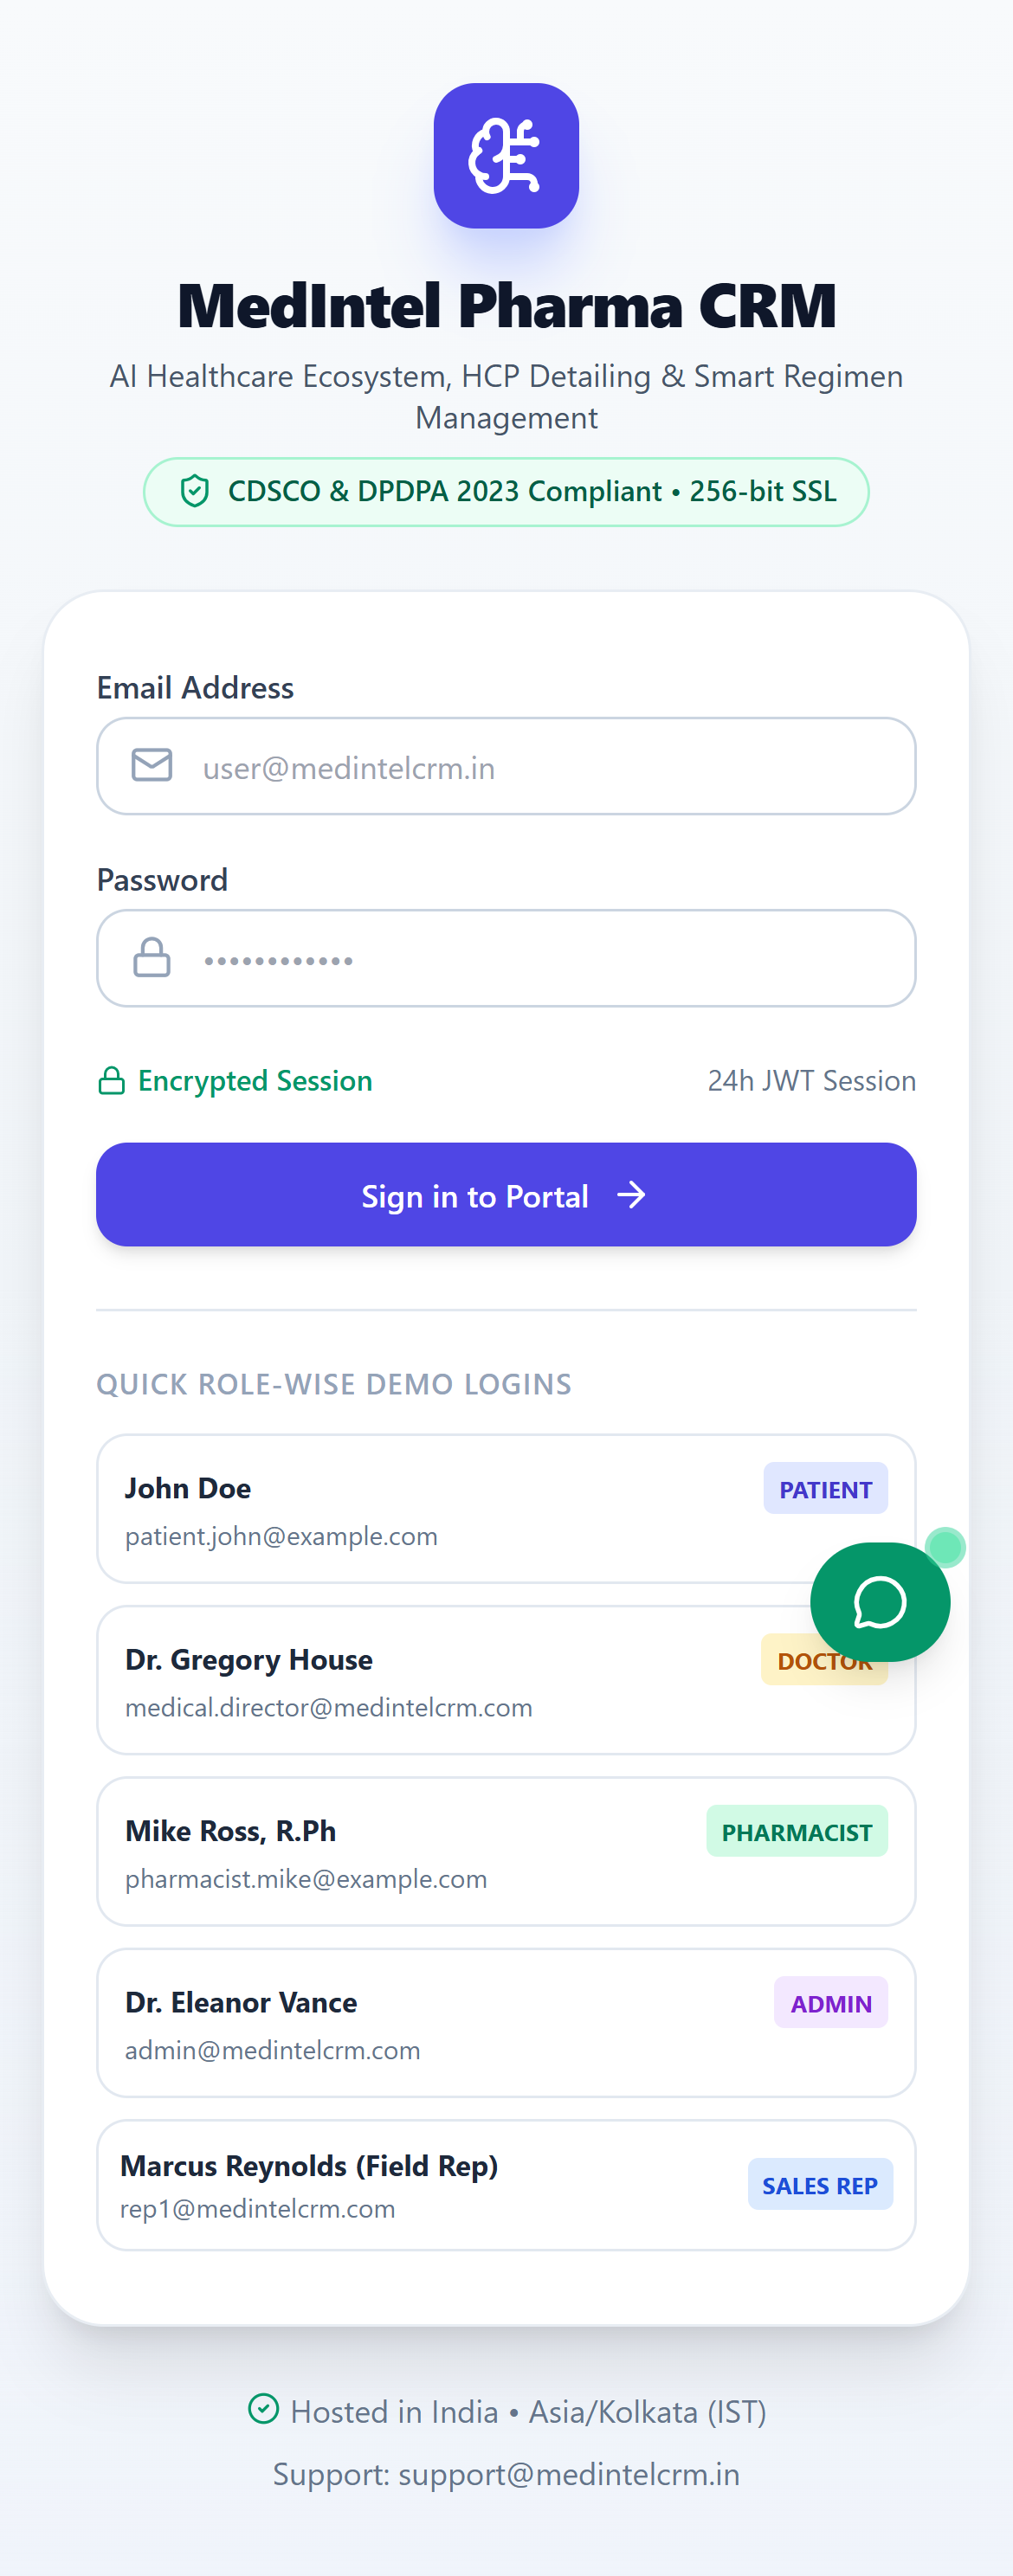 MedIntel Pharma CRM
AI Healthcare Ecosystem, HCP Detailing & Smart Regimen
Management
CDSCO & DPDPA 2023 Compliant • 256-bit SSL
Email Address
user@medintelcrm.in
Password
••••••••••••
Encrypted Session
24h JWT Session
Sign in to Portal
QUICK ROLE-WISE DEMO LOGINS
John Doe
PATIENT
patient.john@example.com
Dr. Gregory House
DOCTOR
medical.director@medintelcrm.com
Mike Ross, R.Ph
PHARMACIST
pharmacist.mike@example.com
Dr. Eleanor Vance
ADMIN
admin@medintelcrm.com
Marcus Reynolds (Field Rep)
SALES REP
rep1@medintelcrm.com
Hosted in India • Asia/Kolkata (IST)
Support: support@medintelcrm.in